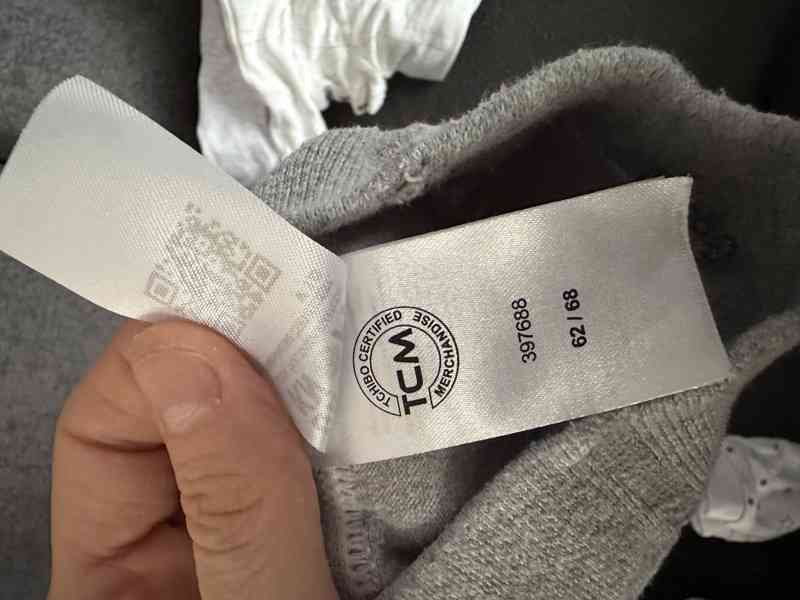 TCHIBO CERTIFIED
TCM
MERCHANDISE
397688
62 / 68